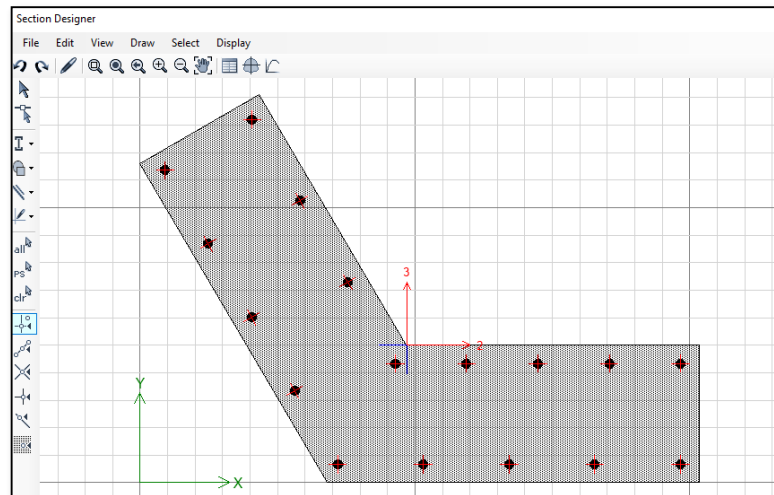 Section Designer
File Edit View Draw Select Display
all
PS
clr
3
2
Y
X